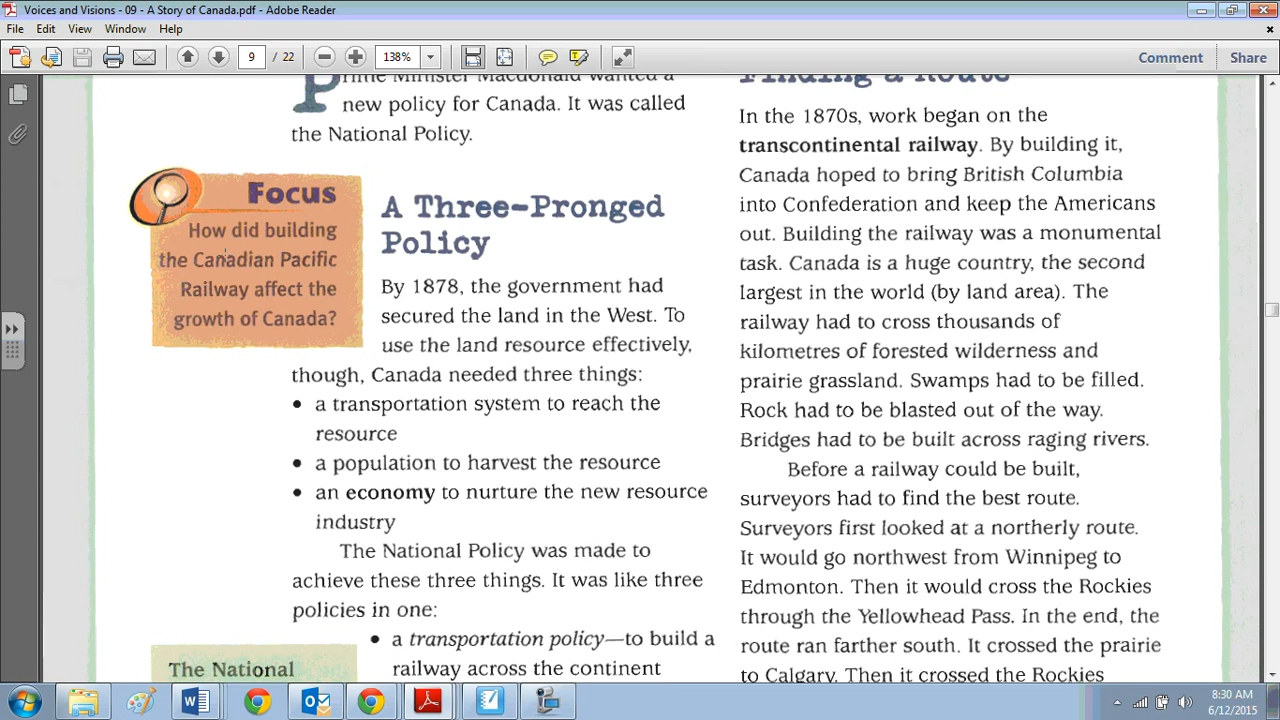 Voices and Visions - 09 - A Story of Canada.pdf - Adobe Reader
File Edit View Window Help
9 / 22
138%
Comment Share
Prime Minister Macdonald wanted a
new policy for Canada. It was called
the National Policy.
Focus
How did building
the Canadian Pacific
Railway affect the
growth of Canada?
A Three-Pronged
Policy
By 1878, the government had
secured the land in the West. To
use the land resource effectively,
though, Canada needed three things:
• a transportation system to reach the
resource
• a population to harvest the resource
• an economy to nurture the new resource
industry
The National Policy was made to
achieve these three things. It was like three
policies in one:
• a transportation policy—to build a
railway across the continent
The National
Finding a Route
In the 1870s, work began on the
transcontinental railway. By building it,
Canada hoped to bring British Columbia
into Confederation and keep the Americans
out. Building the railway was a monumental
task. Canada is a huge country, the second
largest in the world (by land area). The
railway had to cross thousands of
kilometres of forested wilderness and
prairie grassland. Swamps had to be filled.
Rock had to be blasted out of the way.
Bridges had to be built across raging rivers.
Before a railway could be built,
surveyors had to find the best route.
Surveyors first looked at a northerly route.
It would go northwest from Winnipeg to
Edmonton. Then it would cross the Rockies
through the Yellowhead Pass. In the end, the
route ran farther south. It crossed the prairie
to Calgary. Then it crossed the Rockies
8:30 AM
6/12/2015